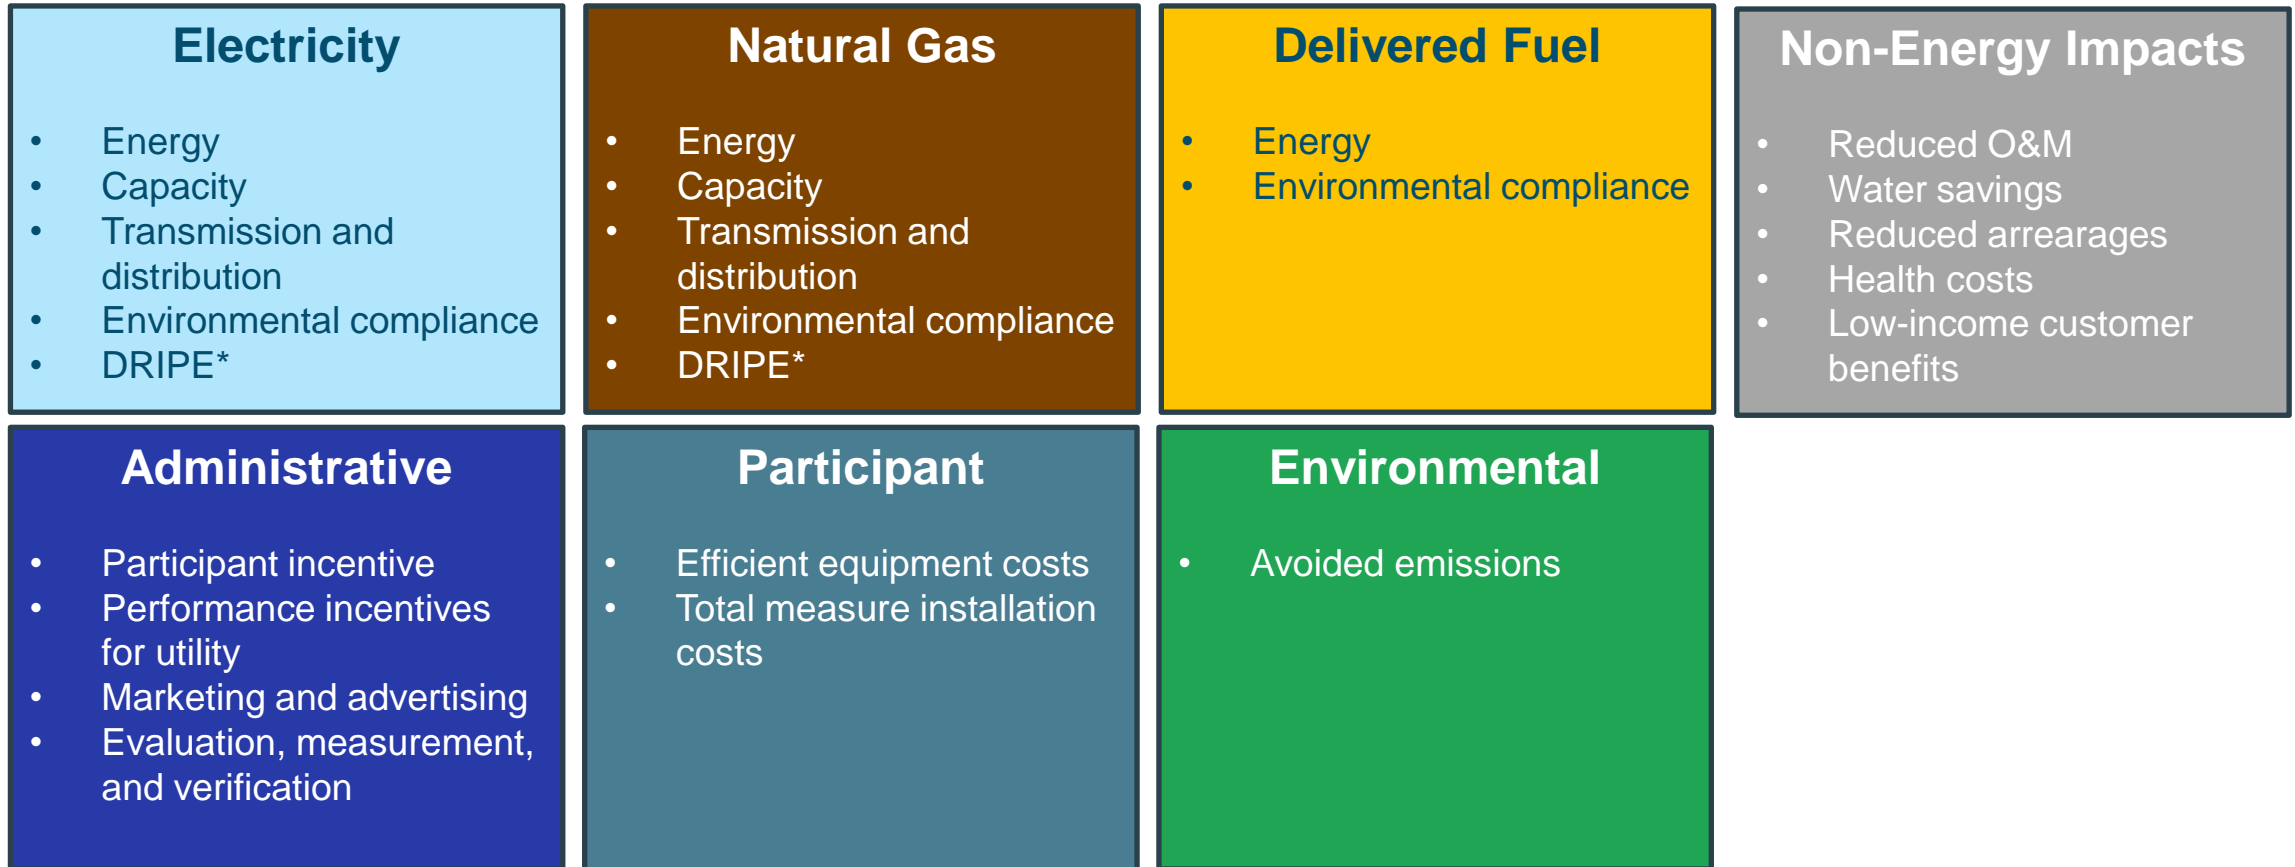 Electricity
• Energy
• Capacity
• Transmission and
distribution
• Environmental compliance
• DRIPE*
Natural Gas
• Energy
• Capacity
• Transmission and
distribution
• Environmental compliance
• DRIPE*
Delivered Fuel
• Energy
• Environmental compliance
Non-Energy Impacts
• Reduced O&M
• Water savings
• Reduced arrearages
• Health costs
• Low-income customer
benefits
Administrative
• Participant incentive
• Performance incentives
for utility
• Marketing and advertising
• Evaluation, measurement,
and verification
Participant
• Efficient equipment costs
• Total measure installation
costs
Environmental
• Avoided emissions